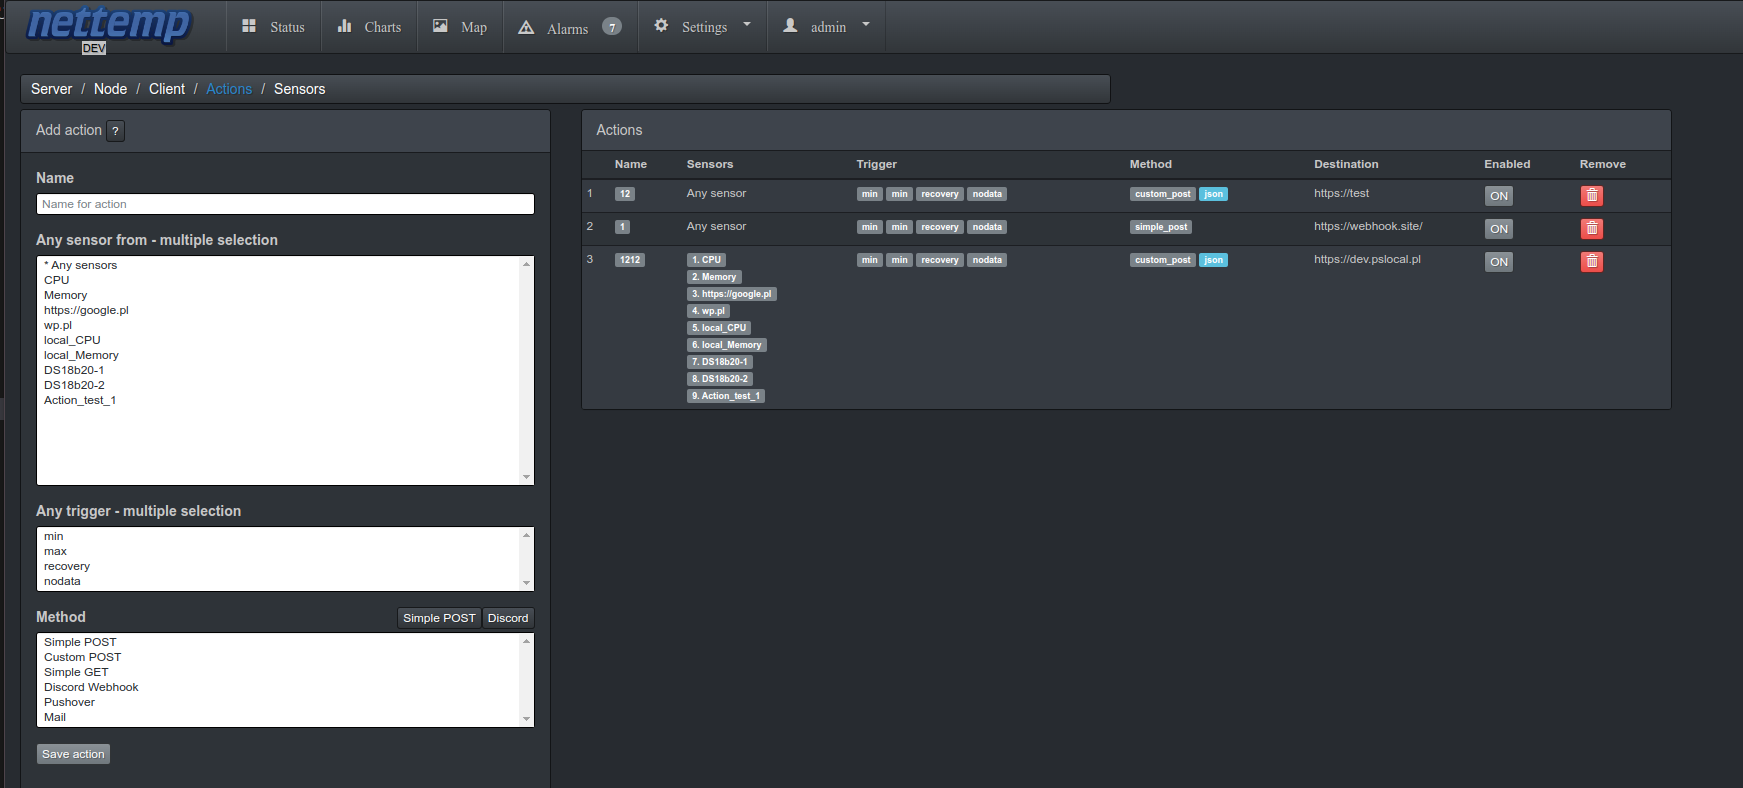 nettemp
DEV
Status
Charts
Map
Alarms 7
Settings
admin
Server / Node / Client / Actions / Sensors
Add action ?
Name
Name for action
Any sensor from - multiple selection
* Any sensors
CPU
Memory
https://google.pl
wp.pl
local_CPU
local_Memory
DS18b20-1
DS18b20-2
Action_test_1
Any trigger - multiple selection
min
max
recovery
nodata
Method Simple POST Discord
Simple POST
Custom POST
Simple GET
Discord Webhook
Pushover
Mail
Save action
Actions
Name Sensors Trigger Method Destination Enabled Remove
1 12 Any sensor min min recovery nodata custom_post json https://test ON
2 1 Any sensor min min recovery nodata simple_post https://webhook.site/ ON
3 1212 1. CPU min min recovery nodata custom_post json https://dev.pslocal.pl ON
2. Memory
3. https://google.pl
4. wp.pl
5. local_CPU
6. local_Memory
7. DS18b20-1
8. DS18b20-2
9. Action_test_1